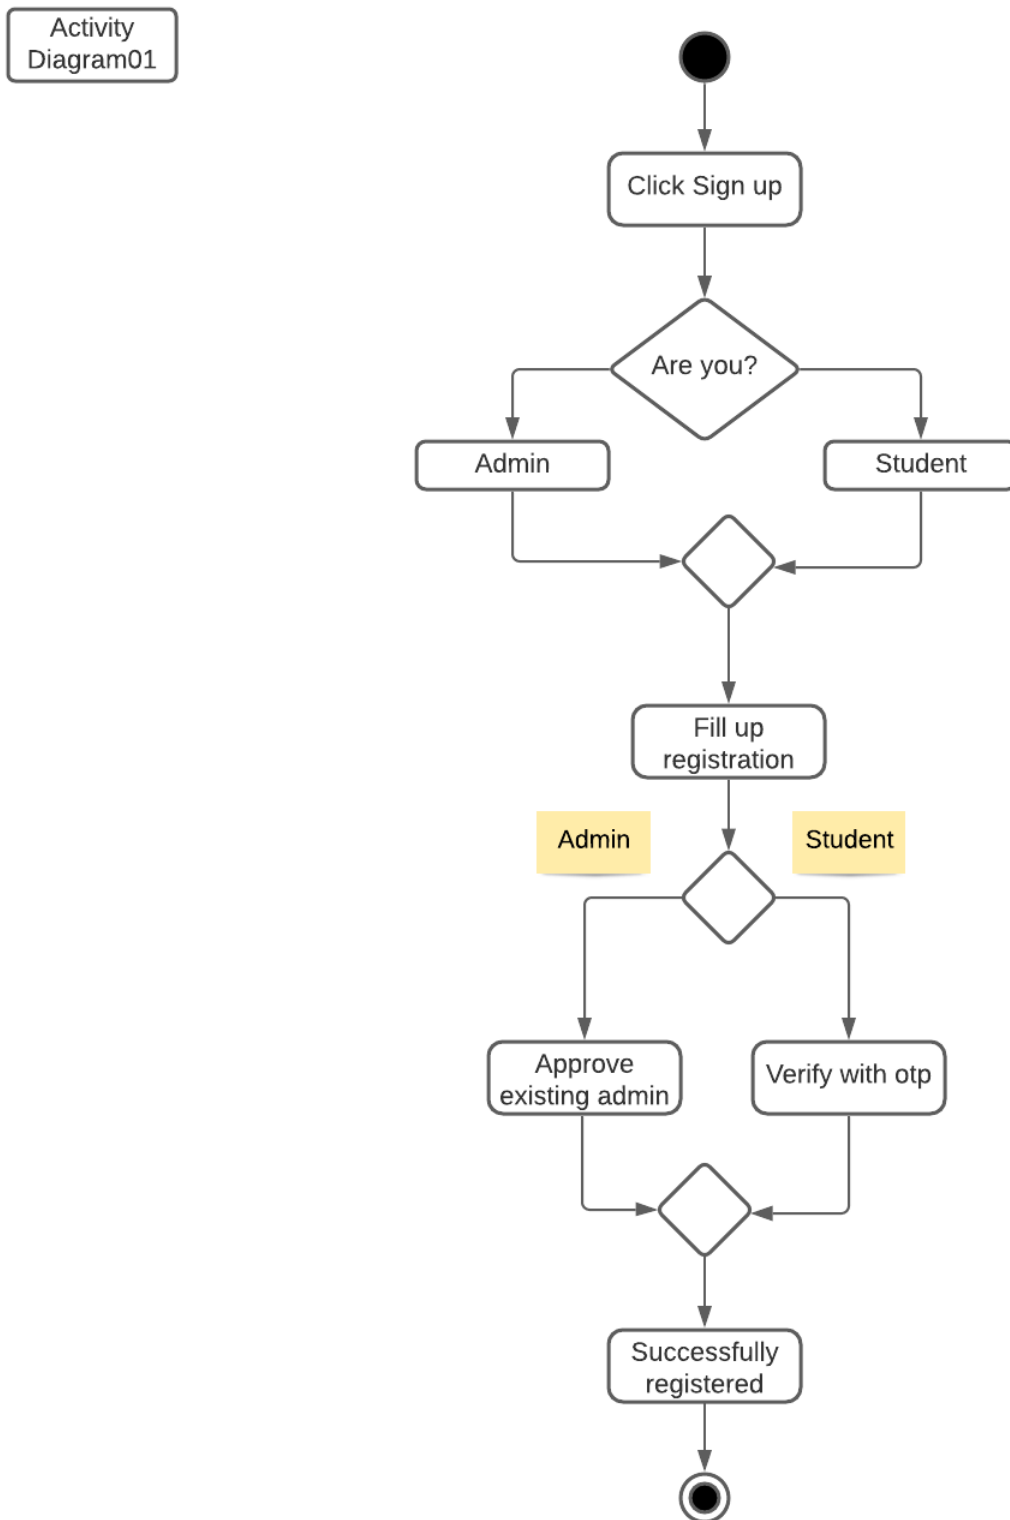 Activity
Diagram01
Click Sign up
Are you?
Admin
Student
Fill up
registration
Admin
Student
Approve
existing admin
Verify with otp
Successfully
registered